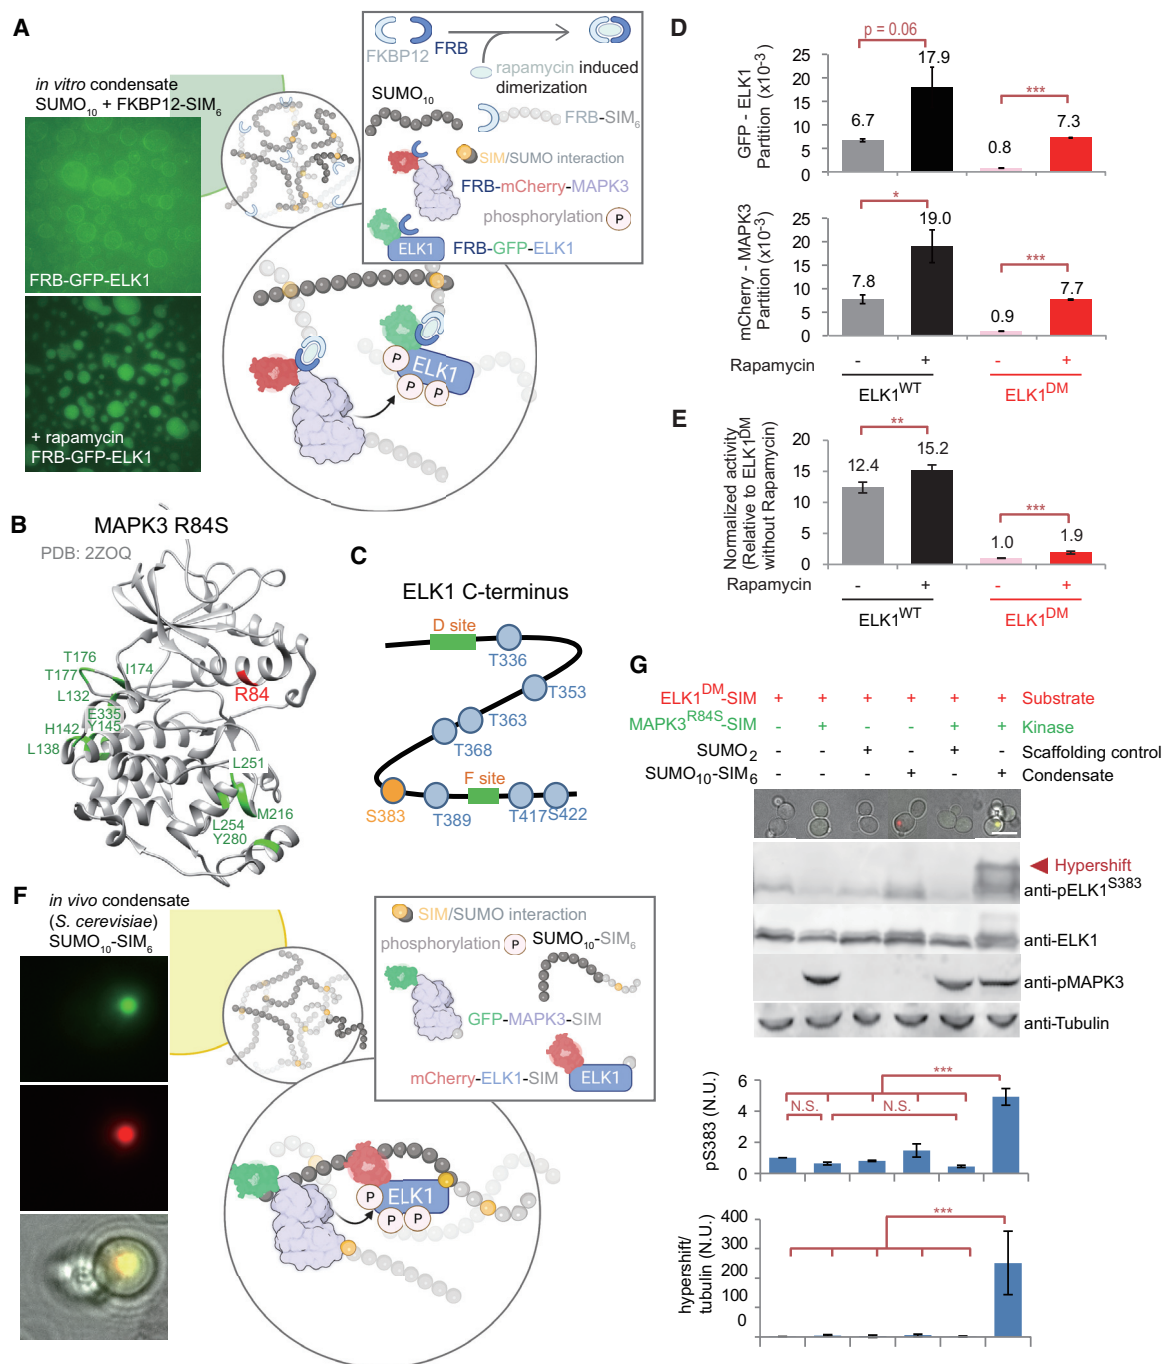 A
in vitro condensate
SUMO10 + FKBP12-SIM6
FRB-GFP-ELK1
+ rapamycin
FRB-GFP-ELK1
FKBP12
FRB
rapamycin induced
dimerization
SUMO10
FRB-SIM6
SIM/SUMO interaction
FRB-mCherry-MAPK3
phosphorylation P
ELK1 FRB-GFP-ELK1
P ELK1
P P
B
MAPK3 R84S
PDB: 2ZOQ
T176
T177
I174
L132
R84
E335
H142 Y145
L138
L251
M216
L254
Y280
C
ELK1 C-terminus
D site
T336
T353
T363
T368
F site
S383
T389
T417
S422
D
p = 0.06
GFP - ELK1
Partition (x10-3)
25
20
15
10
5
0
6.7
17.9
0.8
***
7.3
mCherry - MAPK3
Partition (x10-3)
25
20
15
10
5
0
*
7.8
19.0
0.9
***
7.7
Rapamycin - + - +
ELK1WT ELK1DM
E
Normalized activity
(Relative to ELK1DM
without Rapamycin)
20
15
10
5
0
**
12.4
15.2
1.0
***
1.9
Rapamycin - + - +
ELK1WT ELK1DM
F
in vivo condensate
(S. cerevisiae)
SUMO10-SIM6
SIM/SUMO interaction
phosphorylation P SUMO10-SIM6
GFP-MAPK3-SIM
mCherry-ELK1-SIM ELK1
P ELK1
P P
G
ELK1DM-SIM + + + + + + Substrate
MAPK3R84S-SIM - + - - + + Kinase
SUMO2 - - + - + - Scaffolding control
SUMO10-SIM6 - - - + - + Condensate
Hypershift
anti-pELK1S383
anti-ELK1
anti-pMAPK3
anti-Tubulin
pS383 (N.U.)
6
4
2
0
***
N.S. N.S.
hypershift/
tubulin (N.U.)
400
300
200
100
0
***